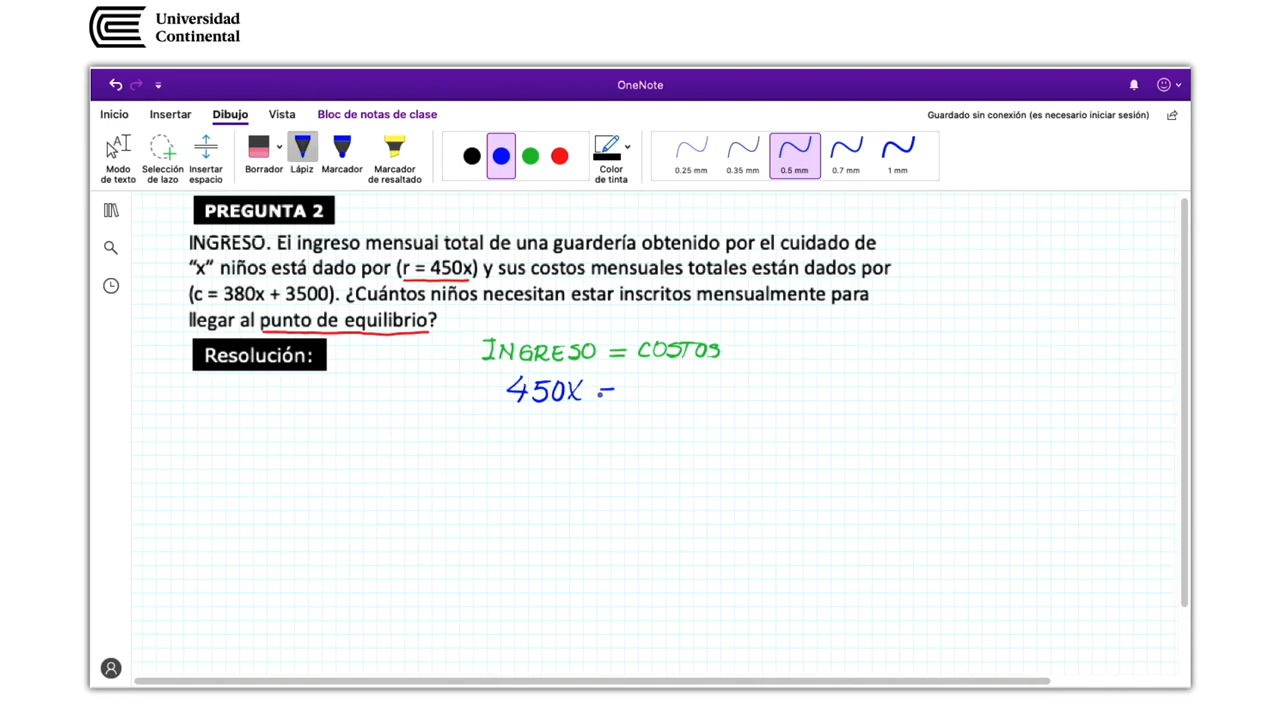 Universidad
Continental
OneNote
Inicio Insertar Dibujo Vista Bloc de notas de clase
Guardado sin conexión (es necesario iniciar sesión)
Modo de texto
Selección de lazo
Insertar espacio
Borrador
Lápiz
Marcador
Marcador de resaltado
Color de tinta
0.25 mm 0.35 mm 0.5 mm 0.7 mm 1 mm
PREGUNTA 2
INGRESO. El ingreso mensual total de una guardería obtenido por el cuidado de
“x” niños está dado por (r = 450x) y sus costos mensuales totales están dados por
(c = 380x + 3500). ¿Cuántos niños necesitan estar inscritos mensualmente para
llegar al punto de equilibrio?
Resolución:
INGRESO = COSTOS
450X =